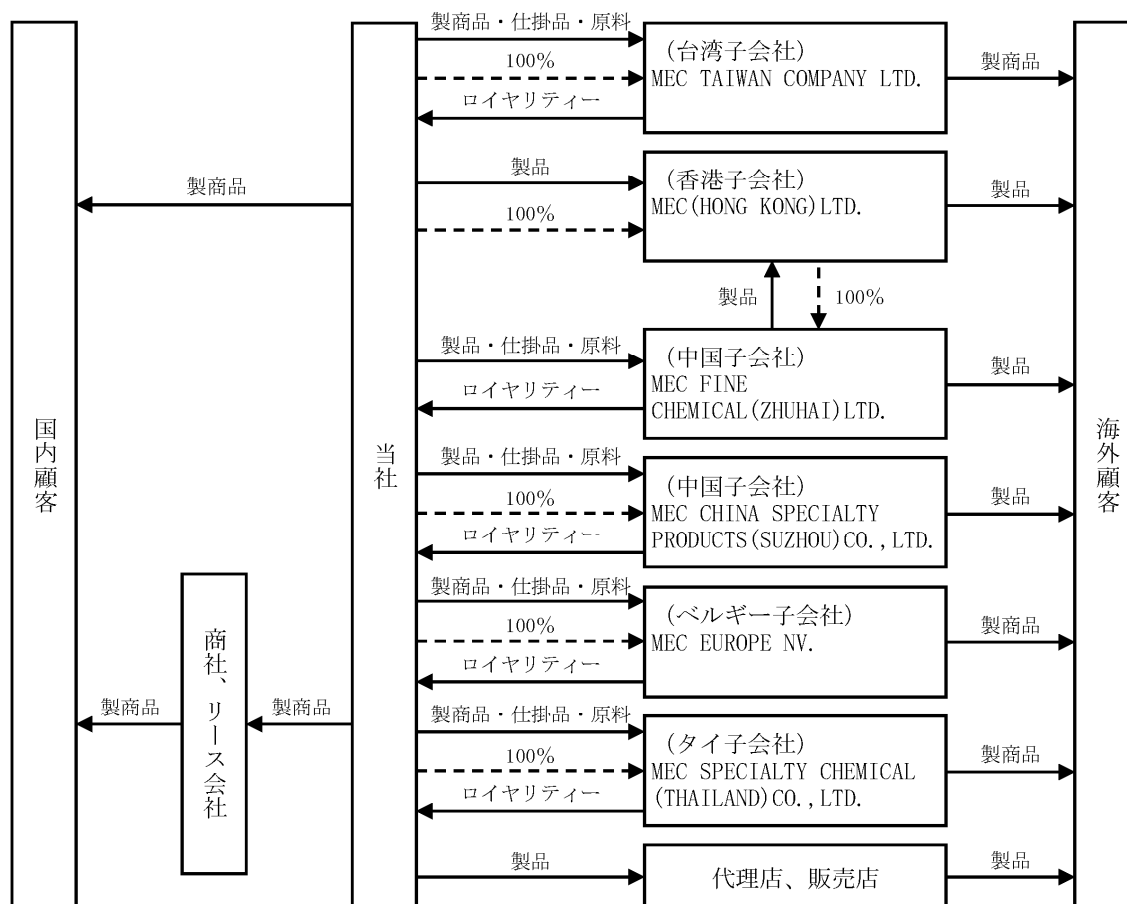 製商品・仕掛品・原料
100%
ロイヤリティー
(台湾子会社)
MEC TAIWAN COMPANY LTD.
製商品
製商品
製品
100%
(香港子会社)
MEC(HONG KONG)LTD.
製品
製品
100%
製品・仕掛品・原料
ロイヤリティー
(中国子会社)
MEC FINE
CHEMICAL(ZHUHAI)LTD.
製品
国内顧客
当社
海外顧客
製品・仕掛品・原料
100%
ロイヤリティー
(中国子会社)
MEC CHINA SPECIALTY
PRODUCTS(SUZHOU)CO.,LTD.
製品
製商品・仕掛品・原料
100%
ロイヤリティー
(ベルギー子会社)
MEC EUROPE NV.
製商品
商社、リース会社
製商品
製商品
製商品・仕掛品・原料
100%
ロイヤリティー
(タイ子会社)
MEC SPECIALTY CHEMICAL
(THAILAND)CO.,LTD.
製商品
製品
代理店、販売店
製品